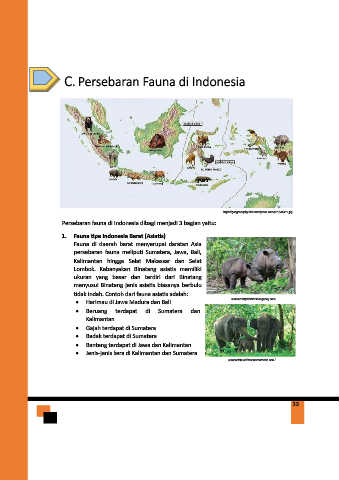 C. Persebaran Fauna di Indonesia
Persebaran fauna di Indonesia dibagi menjadi 3 bagian yaitu:
1. Fauna tipe Indonesia Barat (Asiatis)
Fauna di daerah barat menyerupai daratan Asia
persebaran fauna meliputi Sumatera, Jawa, Bali,
Kalimantan hingga Selat Makassar dan Selat
Lombok. Kebanyakan Binatang asiatis memiliki
ukuran yang besar dan terdiri dari Binatang
menyusui Binatang jenis asiatis biasanya berbulu
tidak indah. Contoh dari fauna asiatis adalah:
• Harimau di Jawa Madura dan Bali
• Beruang terdapat di Sumatera dan
Kalimantan
• Gajah terdapat di Sumatera
• Badak terdapat di Sumatera
• Banteng terdapat di Jawa dan Kalimantan
• Jenis-jenis kera di Kalimantan dan Sumatera